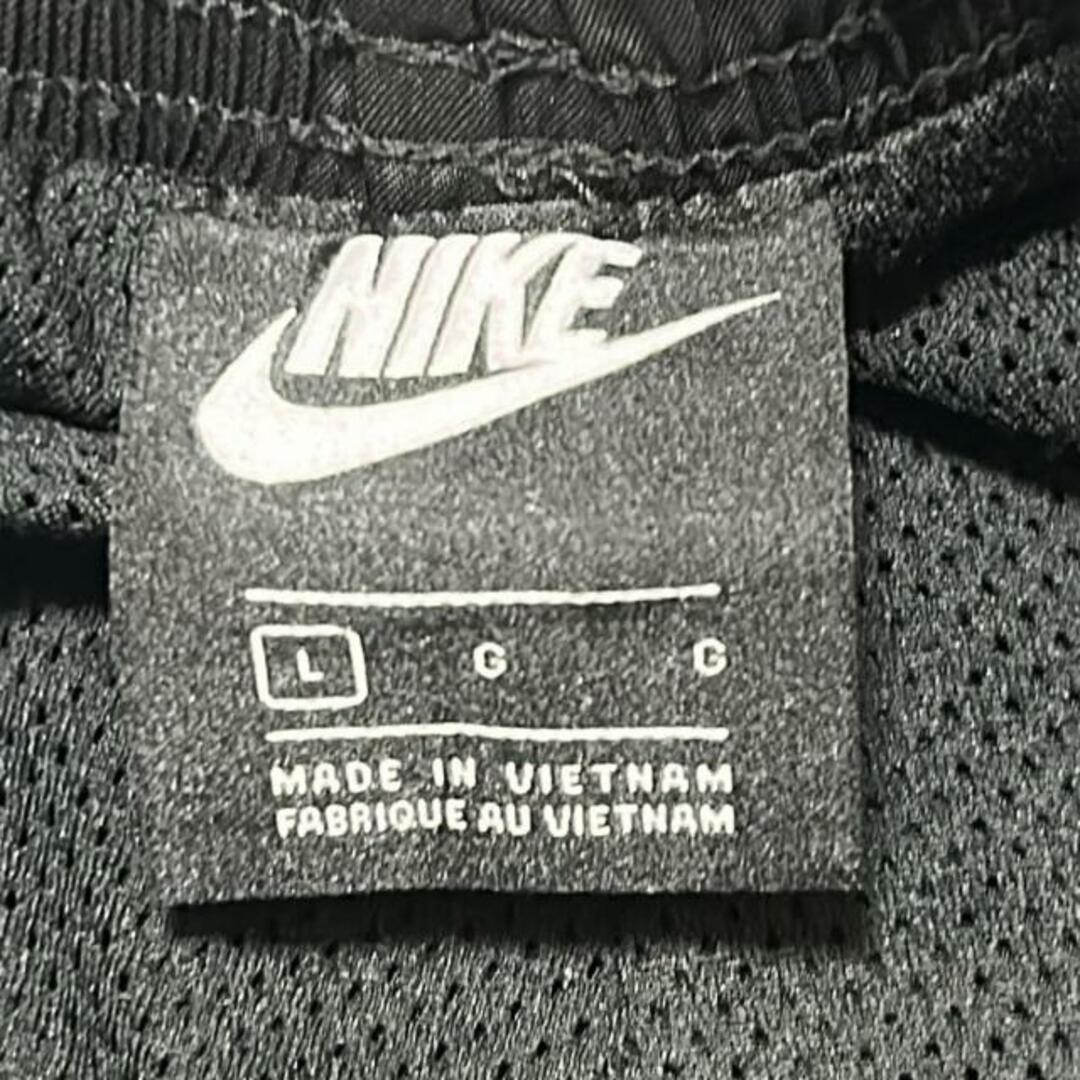 NIKE
L G G
MADE IN VIETNAM
FABRIQUE AU VIETNAM